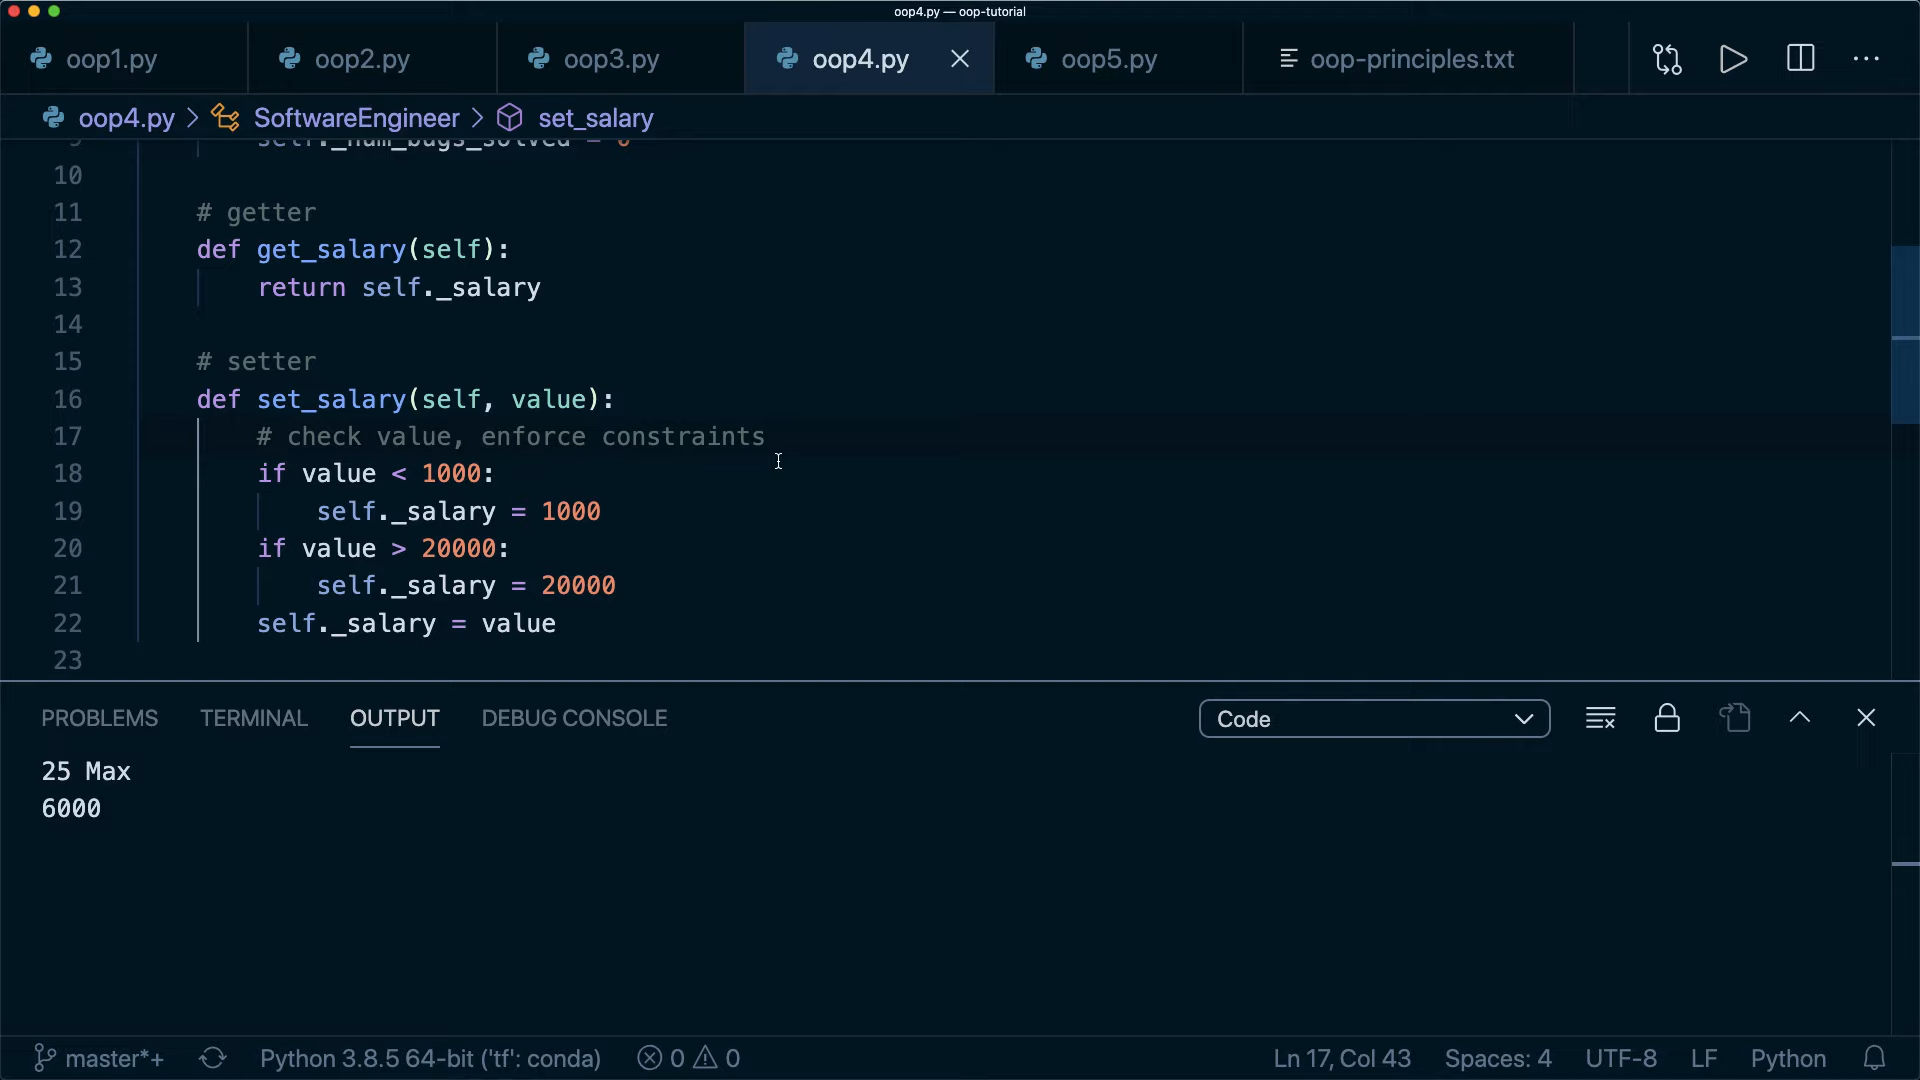 oop4.py — oop-tutorial
oop1.py
oop2.py
oop3.py
oop4.py
oop5.py
oop-principles.txt
oop4.py > SoftwareEngineer > set_salary
9 self._num_bugs_solved = 0
10
11 # getter
12 def get_salary(self):
13 return self._salary
14
15 # setter
16 def set_salary(self, value):
17 # check value, enforce constraints
18 if value < 1000:
19 self._salary = 1000
20 if value > 20000:
21 self._salary = 20000
22 self._salary = value
23
PROBLEMS TERMINAL OUTPUT DEBUG CONSOLE Code
25 Max
6000
master*+ Python 3.8.5 64-bit ('tf': conda) 0 0 Ln 17, Col 43 Spaces: 4 UTF-8 LF Python